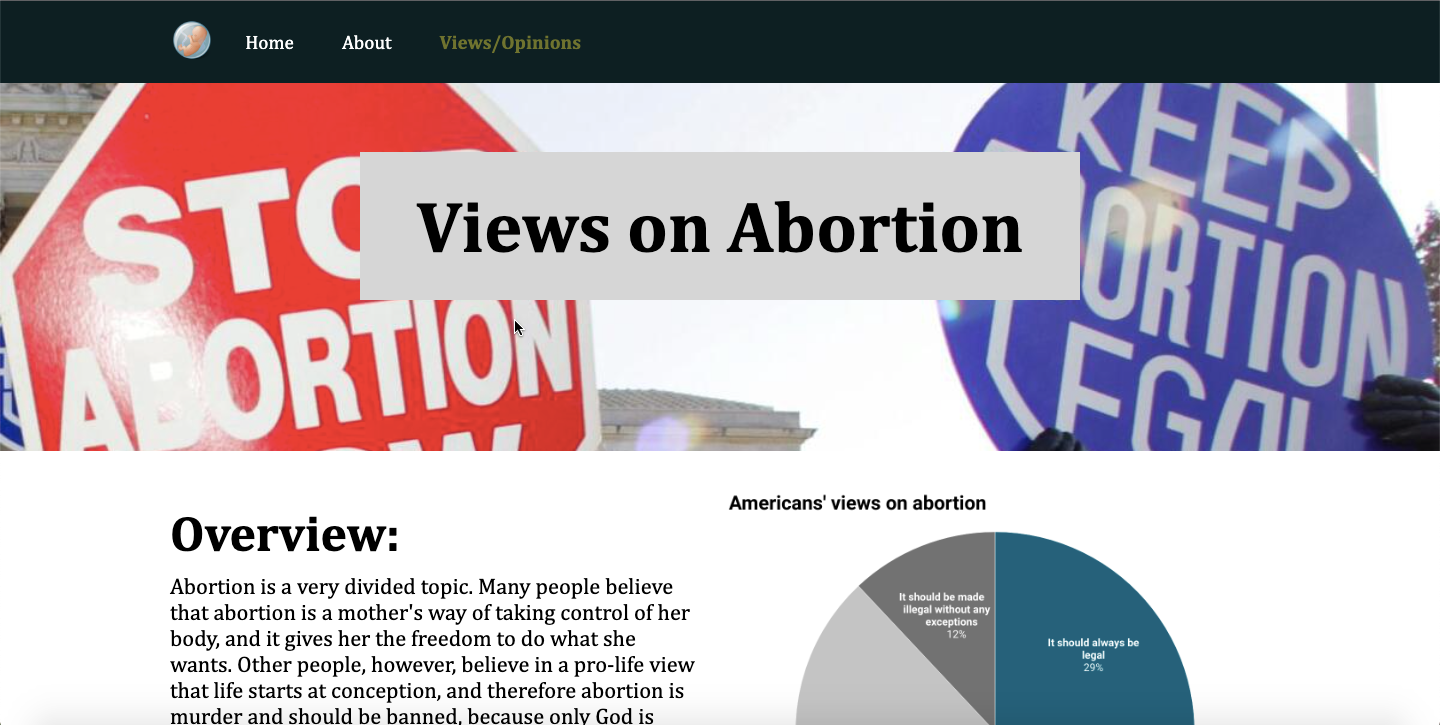 Home About Views/Opinions
STO
ABORTION
KEEP
ORTION
LEGAL
Views on Abortion
Overview:
Abortion is a very divided topic. Many people believe
that abortion is a mother's way of taking control of her
body, and it gives her the freedom to do what she
wants. Other people, however, believe in a pro-life view
that life starts at conception, and therefore abortion is
murder and should be banned, because only God is
Americans' views on abortion
It should be made
illegal without any
exceptions
12%
It should always be
legal
29%